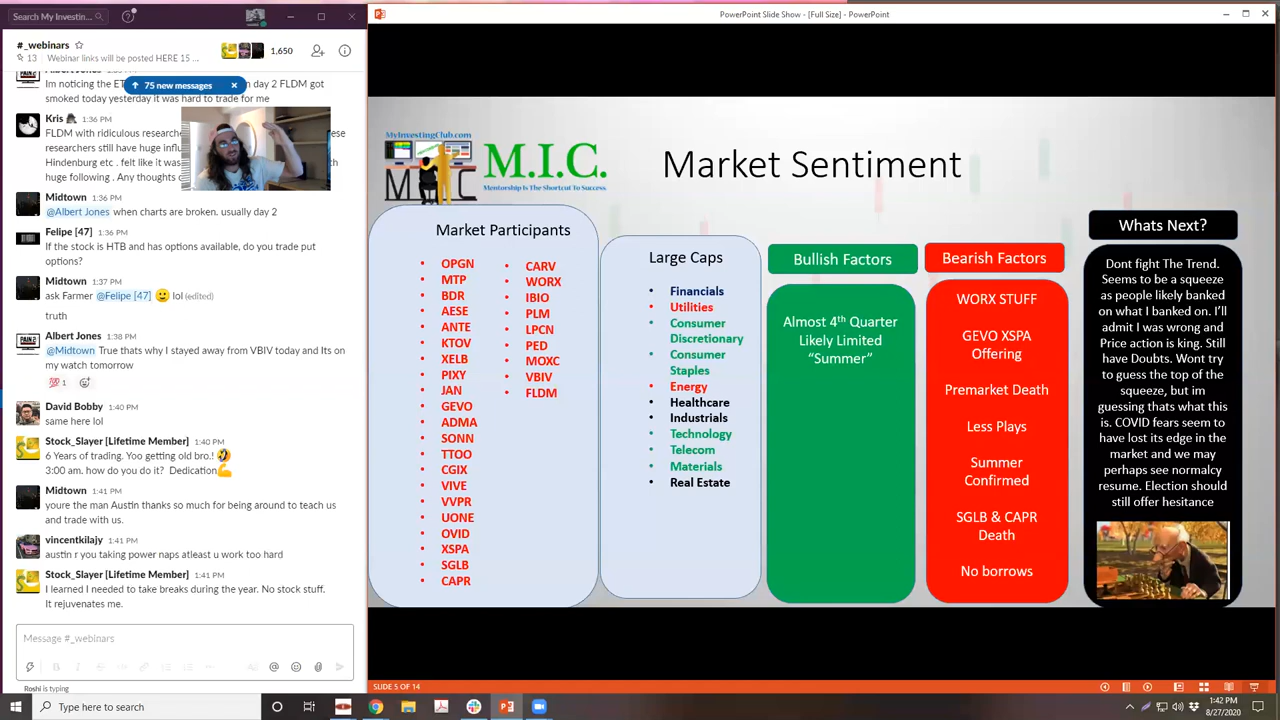 Search My Investin...
#_webinars
13 Webinar links will be posted HERE 15 ...
1,650
75 new messages
Im noticing the ET
n day 2 FLDM got
smoked today yesterday it was hard to trade for me
Kris 1:36 PM
FLDM with ridiculous researche
ese
researchers still have huge infl
Hindenburg etc . felt like it was
ch
huge following . Any thoughts o
Midtown 1:36 PM
@Albert Jones when charts are broken. usually day 2
Felipe [47] 1:36 PM
If the stock is HTB and has options available, do you trade put
options?
Midtown 1:37 PM
ask Farmer @Felipe [47] 🙂 lol (edited)
truth
Albert Jones 1:38 PM
@Midtown True thats why I stayed away from VBIV today and Its on
my watch tomorrow
💯 1
David Bobby 1:40 PM
same here lol
Stock_Slayer [Lifetime Member] 1:40 PM
6 Years of trading. Yoo getting old bro.! 🤣
3:00 am. how do you do it? Dedication💪
Midtown 1:41 PM
youre the man Austin thanks so much for being around to teach us
and trade with us.
vincentkilajy 1:41 PM
austin r you taking power naps atleast u work too hard
Stock_Slayer [Lifetime Member] 1:41 PM
I learned I needed to take breaks during the year. No stock stuff.
It rejuvenates me.
Message #_webinars
Roshi is typing
PowerPoint Slide Show - [Full Size] - PowerPoint
MyInvestingClub.com
MIC
M.I.C.
Mentorship Is The Shortcut To Success.
Market Sentiment
Market Participants
OPGN
MTP
BDR
AESE
ANTE
KTOV
XELB
PIXY
JAN
GEVO
ADMA
SONN
TTOO
CGIX
VIVE
VVPR
UONE
OVID
XSPA
SGLB
CAPR
CARV
WORX
IBIO
PLM
LPCN
PED
MOXC
VBIV
FLDM
Large Caps
Financials
Utilities
Consumer
Discretionary
Consumer
Staples
Energy
Healthcare
Industrials
Technology
Telecom
Materials
Real Estate
Bullish Factors
Almost 4th Quarter
Likely Limited
“Summer”
Bearish Factors
WORX STUFF
GEVO XSPA
Offering
Premarket Death
Less Plays
Summer
Confirmed
SGLB & CAPR
Death
No borrows
Whats Next?
Dont fight The Trend.
Seems to be a squeeze
as people likely banked
on what I banked on. I’ll
admit I was wrong and
Price action is king. Still
have Doubts. Wont try
to guess the top of the
squeeze, but im
guessing thats what this
is. COVID fears seem to
have lost its edge in the
market and we may
perhaps see normalcy
resume. Election should
still offer hesitance
SLIDE 5 OF 14
Type here to search
1:42 PM
8/27/2020